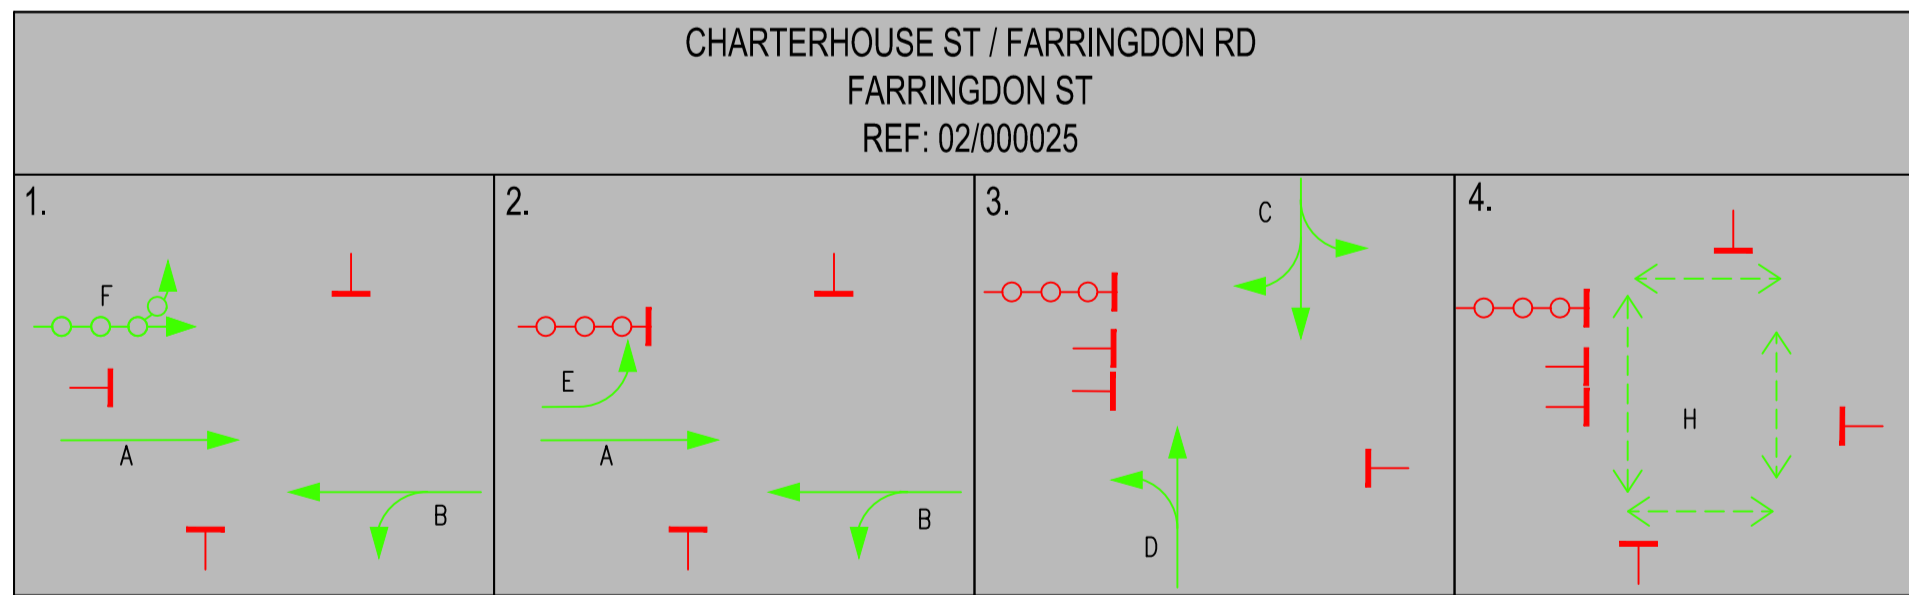 CHARTERHOUSE ST / FARRINGDON RD
FARRINGDON ST
REF: 02/000025
1.
F
A
B
2.
E
A
B
3.
C
D
4.
H